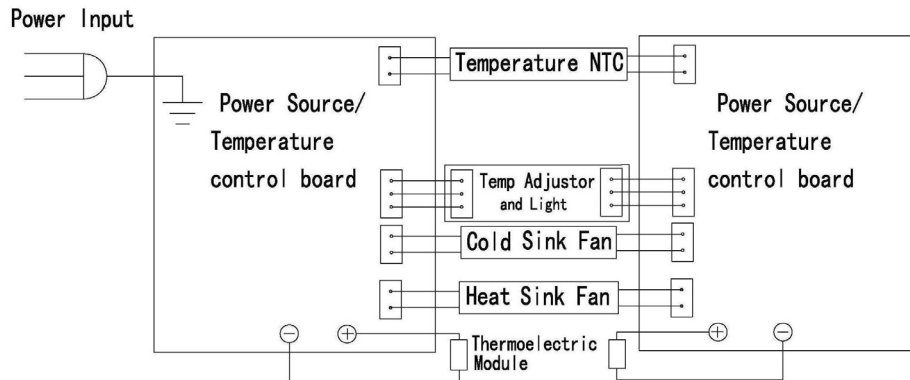 Power Input
Temperature NTC
Power Source/
Temperature
control board
Power Source/
Temperature
control board
Temp Adjustor
and Light
Cold Sink Fan
Heat Sink Fan
Thermoelectric
Module